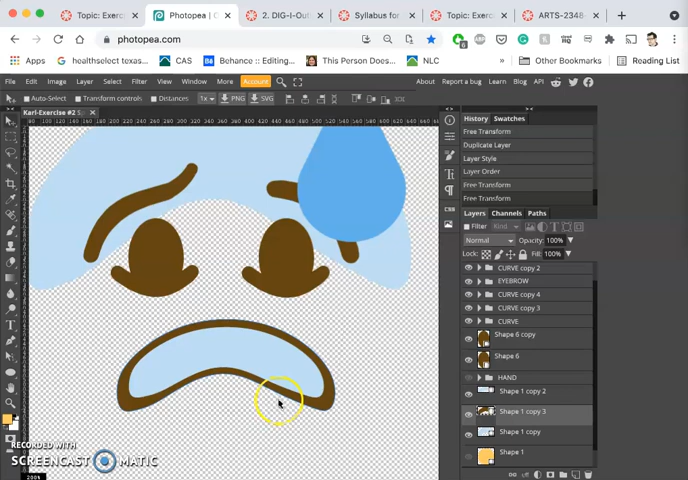 Topic: Exerc
Photopea |
2. DIG-I-Out
Syllabus for
Topic: Exerc
ARTS-2348-
photopea.com
Apps
healthselect texas...
CAS
Behance :: Editing...
This Person Does...
NLC
Other Bookmarks
Reading List
File Edit Image Layer Select Filter View Window More Account
About Report a bug Learn Blog API
Auto-Select Transform controls Distances 1x PNG SVG
Karl-Exercise #2 S
History Swatches
Free Transform
Duplicate Layer
Layer Style
Layer Order
Free Transform
Free Transform
Layers Channels Paths
Filter Kind
Normal Opacity: 100%
Lock: Fill: 100%
CURVE copy 2
EYEBROW
CURVE copy 4
CURVE copy 3
CURVE
Shape 6 copy
Shape 6
HAND
Shape 1 copy 2
Shape 1 copy 3
Shape 1 copy
Shape 1
CSS
RECORDED WITH
SCREENCAST MATIC
200%